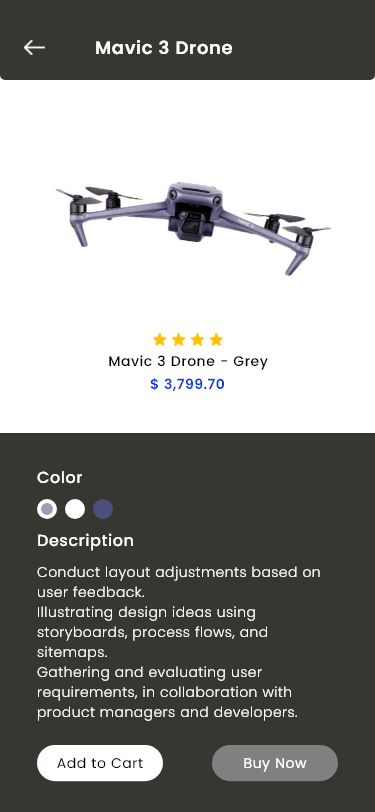 Mavic 3 Drone
Mavic 3 Drone - Grey
$ 3,799.70
Color
Description
Conduct layout adjustments based on
user feedback.
Illustrating design ideas using
storyboards, process flows, and
sitemaps.
Gathering and evaluating user
requirements, in collaboration with
product managers and developers.
Add to Cart
Buy Now